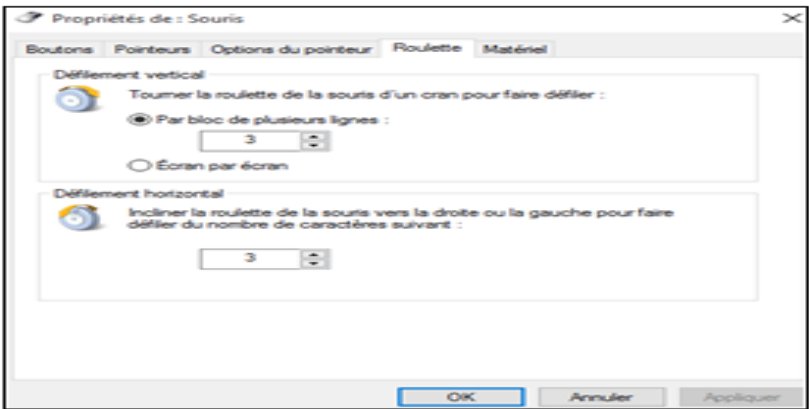 Propriétés de : Souris
Boutons Pointeurs Options du pointeur Roulette Matériel
Défilement vertical
Tourner la roulette de la souris d'un cran pour faire défiler :
Par bloc de plusieurs lignes :
3
Écran par écran
Défilement horizontal
Incliner la roulette de la souris vers la droite ou la gauche pour faire
défiler du nombre de caractères suivant :
3
OK Annuler Appliquer